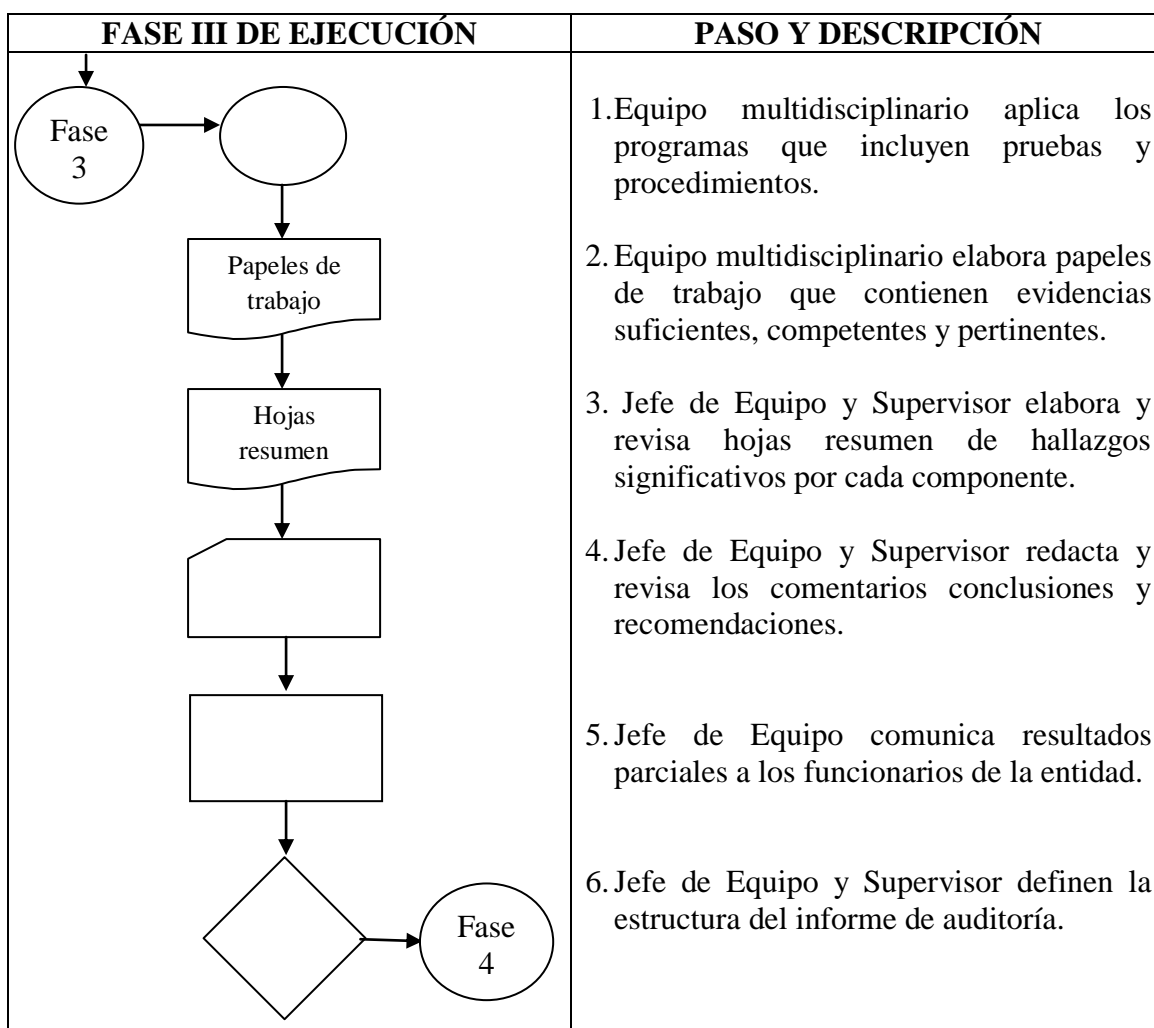 FASE III DE EJECUCIÓN
PASO Y DESCRIPCIÓN
Fase
3
Papeles de
trabajo
Hojas
resumen
Fase
4
1.Equipo multidisciplinario aplica los
programas que incluyen pruebas y
procedimientos.
2. Equipo multidisciplinario elabora papeles
de trabajo que contienen evidencias
suficientes, competentes y pertinentes.
3. Jefe de Equipo y Supervisor elabora y
revisa hojas resumen de hallazgos
significativos por cada componente.
4. Jefe de Equipo y Supervisor redacta y
revisa los comentarios conclusiones y
recomendaciones.
5. Jefe de Equipo comunica resultados
parciales a los funcionarios de la entidad.
6. Jefe de Equipo y Supervisor definen la
estructura del informe de auditoría.